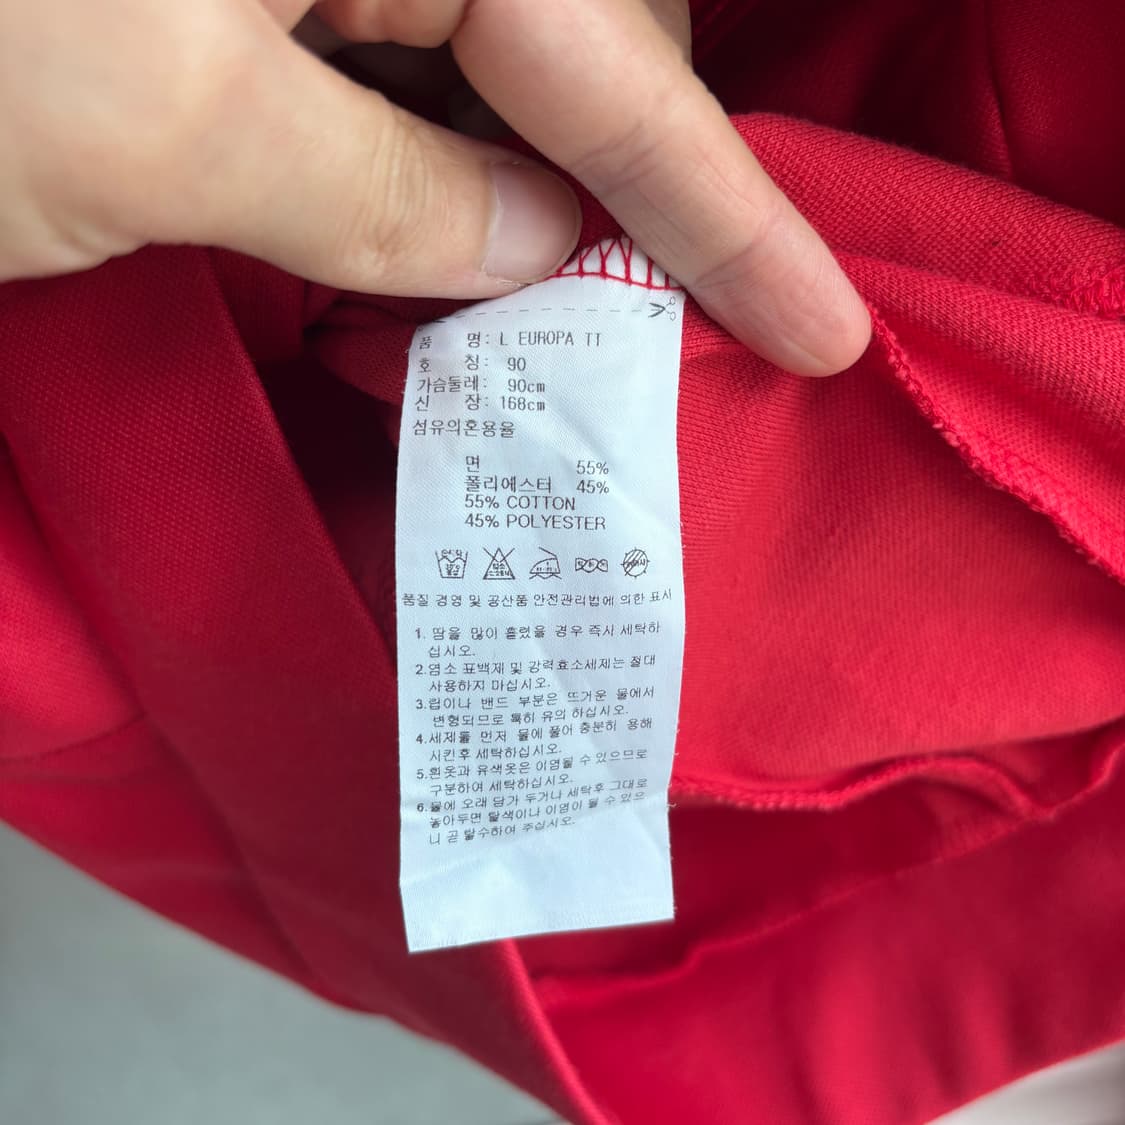 품 명: L EUROPA TT
호 칭: 90
가슴둘레: 90cm
신 장: 168cm
섬유의혼용율
면 55%
폴리에스터 45%
55% COTTON
45% POLYESTER
품질 경영 및 공산품 안전관리법에 의한 표시
1. 땀을 많이 흘렸을 경우 즉시 세탁하
십시오.
2.염소 표백제 및 강력효소세제는 절대
사용하지 마십시오.
3.립이나 밴드 부분은 뜨거운 물에서
변형되므로 특히 유의 하십시오.
4.세제를 먼저 물에 풀어 충분히 용해
시킨후 세탁하십시오.
5.흰옷과 유색옷은 이염될 수 있으므로
구분하여 세탁하십시오.
6.물에 오래 담가 두거나 세탁후 그대로
놓아두면 탈색이나 이염이 될 수 있으
니 곧 탈수하여 주십시오.